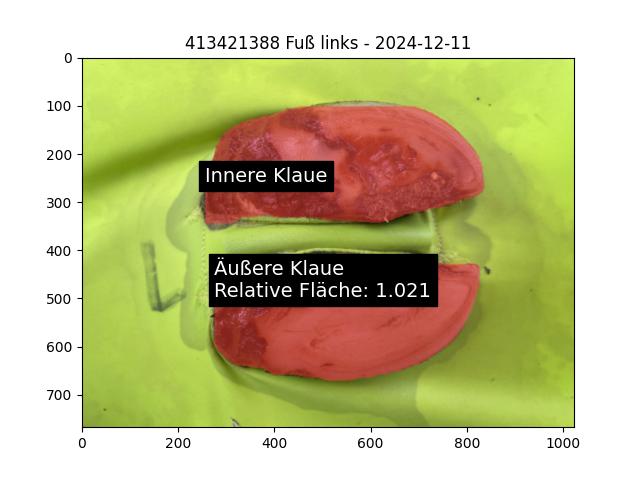 413421388 Fuß links - 2024-12-11
0
100
200
300
400
500
600
700
Innere Klaue
Äußere Klaue
Relative Fläche: 1.021
L
0
200
400
600
800
1000